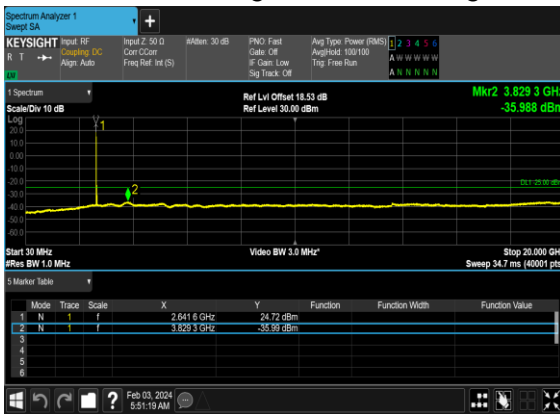 Spectrum Analyzer 1
Swept SA
KEYSIGHT Input: RF Input Z: 50 Ω #Atten: 30 dB PNO: Fast Avg Type: Power (RMS) 1 2 3 4 5 6
R T Coupling: DC Corr CCorr Gate: Off Avg|Hold: 100/100 A W W W W W
Align: Auto Freq Ref: Int (S) IF Gain: Low Trig: Free Run
LV Sig Track: Off A N N N N N
1 Spectrum Ref Lvl Offset 18.53 dB Mkr2 3.829 3 GHz
Scale/Div 10 dB Ref Level 30.00 dBm -35.988 dBm
Log
20.0 1
10.0
0.00
-10.0
-20.0 DL1 -25.00 dBm
-30.0 2
-40.0
-50.0
-60.0
Start 30 MHz Video BW 3.0 MHz* Stop 20.000 GH
#Res BW 1.0 MHz Sweep 34.7 ms (40001 pts
5 Marker Table
Mode Trace Scale X Y Function Function Width Function Value
1 N 1 f 2.641 6 GHz 24.72 dBm
2 N 1 f 3.829 3 GHz -35.99 dBm
3
4
5
6
? Feb 03, 2024
5:51:19 AM